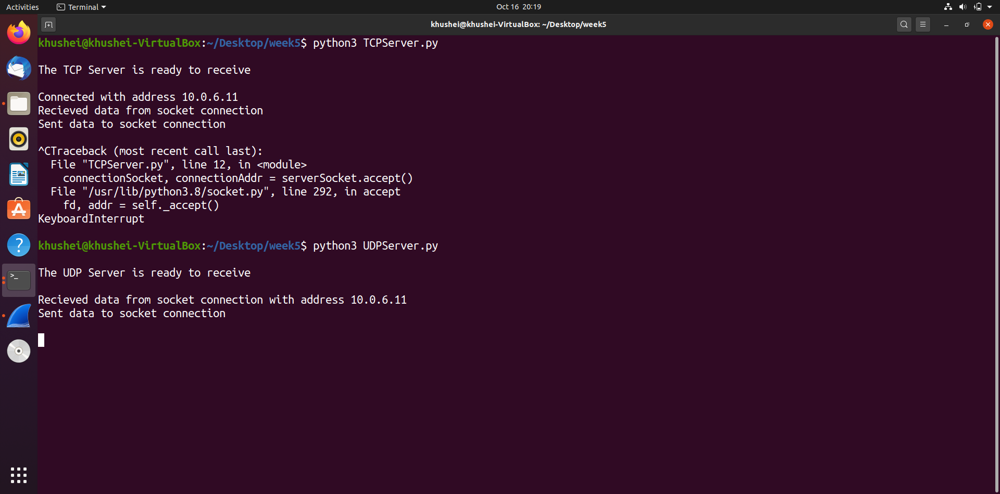 Activities Terminal Oct 16 20:19
khushei@khushei-VirtualBox: ~/Desktop/week5
khushei@khushei-VirtualBox:~/Desktop/week5$ python3 TCPServer.py
The TCP Server is ready to receive
Connected with address 10.0.6.11
Recieved data from socket connection
Sent data to socket connection
^CTraceback (most recent call last):
File "TCPServer.py", line 12, in <module>
connectionSocket, connectionAddr = serverSocket.accept()
File "/usr/lib/python3.8/socket.py", line 292, in accept
fd, addr = self._accept()
KeyboardInterrupt
khushei@khushei-VirtualBox:~/Desktop/week5$ python3 UDPServer.py
The UDP Server is ready to receive
Recieved data from socket connection with address 10.0.6.11
Sent data to socket connection